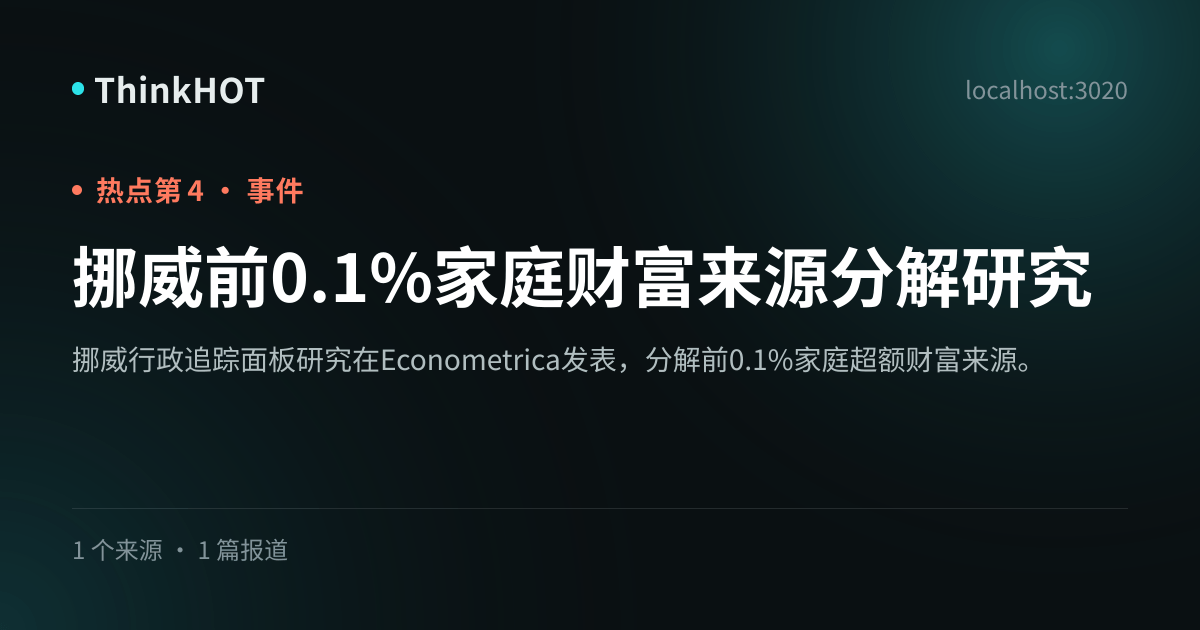 ThinkHOT
localhost:3020
热点第 4 · 事件
挪威前0.1%家庭财富来源分解研究
挪威行政追踪面板研究在Econometrica发表，分解前0.1%家庭超额财富来源。
1 个来源 · 1 篇报道